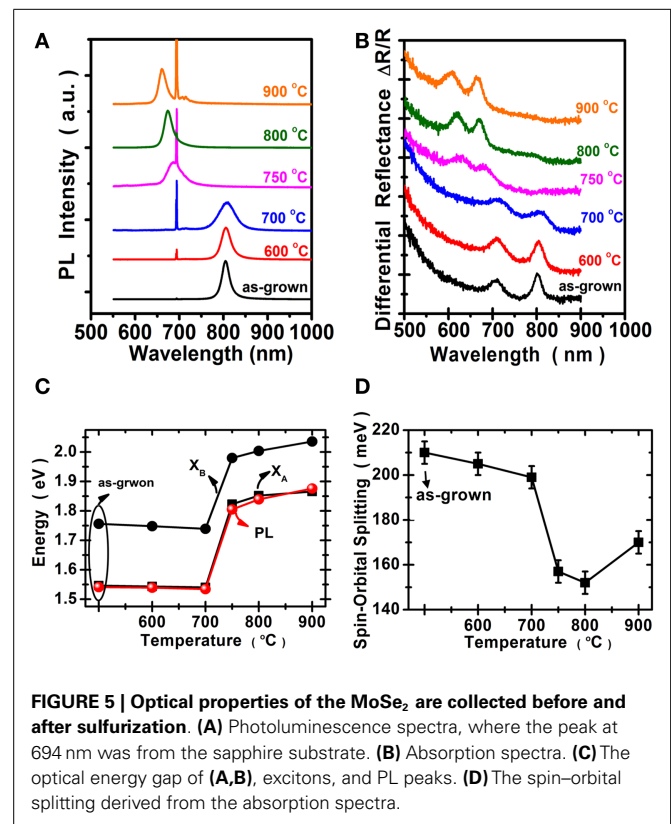 A
PL Intensity ( a.u. )
900 °C
800 °C
750 °C
700 °C
600 °C
as-grown
500 600 700 800 900 1000
Wavelength (nm)
B
Differential Reflectance ΔR/R
900 °C
800 °C
750 °C
700 °C
600 °C
as-grown
500 600 700 800 900 1000
Wavelength ( nm)
C
Energy ( eV)
2.0
1.9
1.8
1.7
1.6
1.5
as-grwon
X_B
X_A
PL
600 700 800 900
Temperature ( °C)
D
Spin-Orbital Splitting ( meV)
220
200
180
160
140
as-grown
600 700 800 900
Temperature ( °C)
FIGURE 5 | Optical properties of the MoSe₂ are collected before and
after sulfurization. (A) Photoluminescence spectra, where the peak at
694 nm was from the sapphire substrate. (B) Absorption spectra. (C) The
optical energy gap of (A,B), excitons, and PL peaks. (D) The spin–orbital
splitting derived from the absorption spectra.